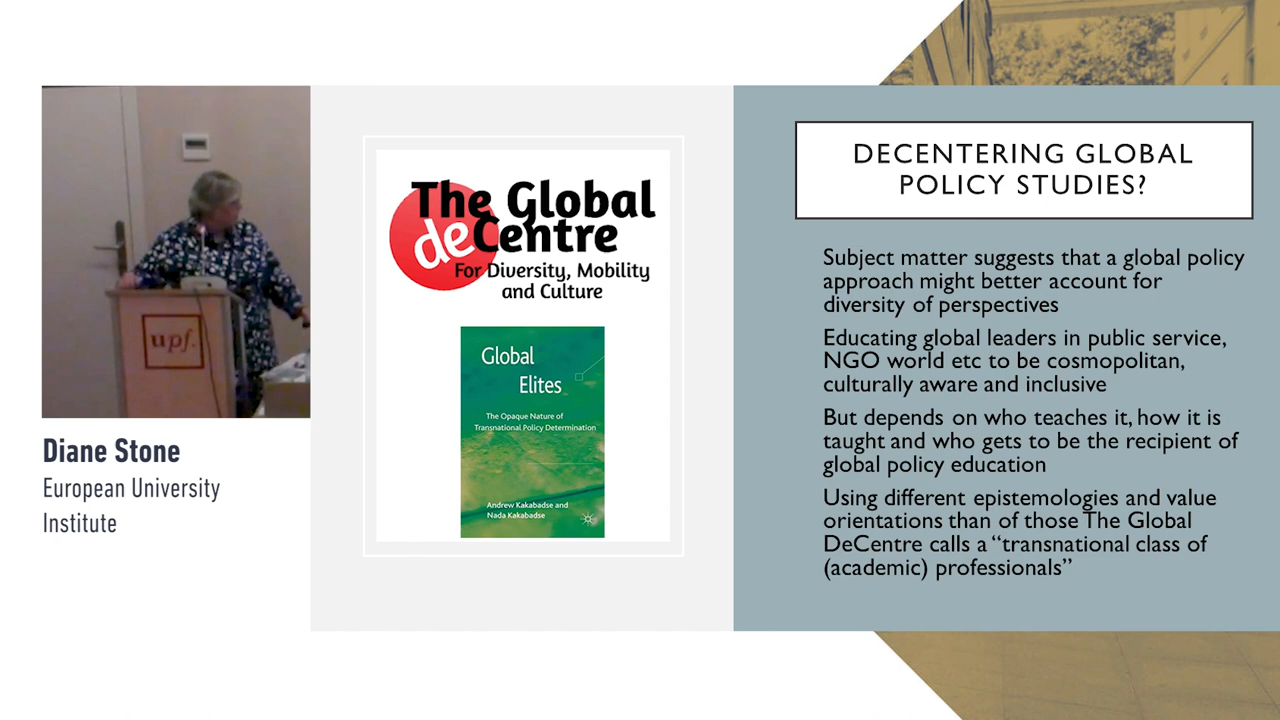 upf.
Diane Stone
European University
Institute
The Global
deCentre
For Diversity, Mobility
and Culture
Global
Elites
The Opaque Nature of
Transnational Policy Determination
Andrew Kakabadse and
Nada Kakabadse
DECENTERING GLOBAL
POLICY STUDIES?
Subject matter suggests that a global policy
approach might better account for
diversity of perspectives
Educating global leaders in public service,
NGO world etc to be cosmopolitan,
culturally aware and inclusive
But depends on who teaches it, how it is
taught and who gets to be the recipient of
global policy education
Using different epistemologies and value
orientations than of those The Global
DeCentre calls a “transnational class of
(academic) professionals”